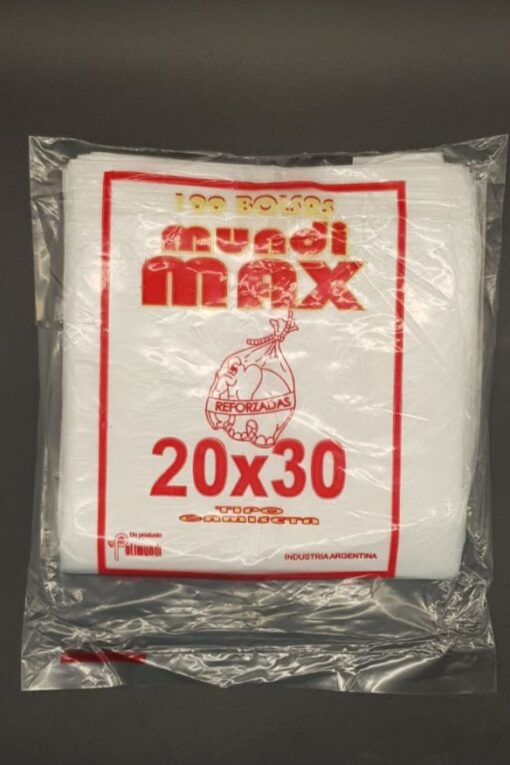 100 BOLSAS
mundi
MAX
REFORZADAS
20x30
TIPO
CAMISETA
Un producto
Polimundi
INDUSTRIA ARGENTINA